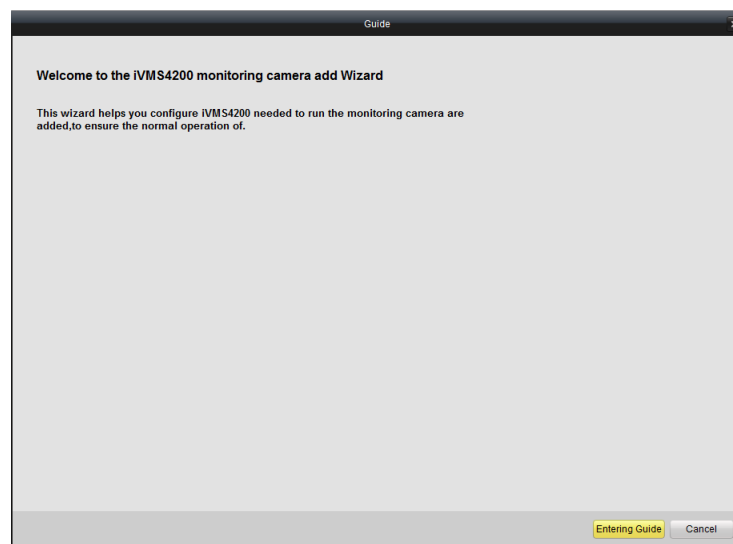 Guide
Welcome to the iVMS4200 monitoring camera add Wizard
This wizard helps you configure iVMS4200 needed to run the monitoring camera are
added,to ensure the normal operation of.
Entering Guide
Cancel